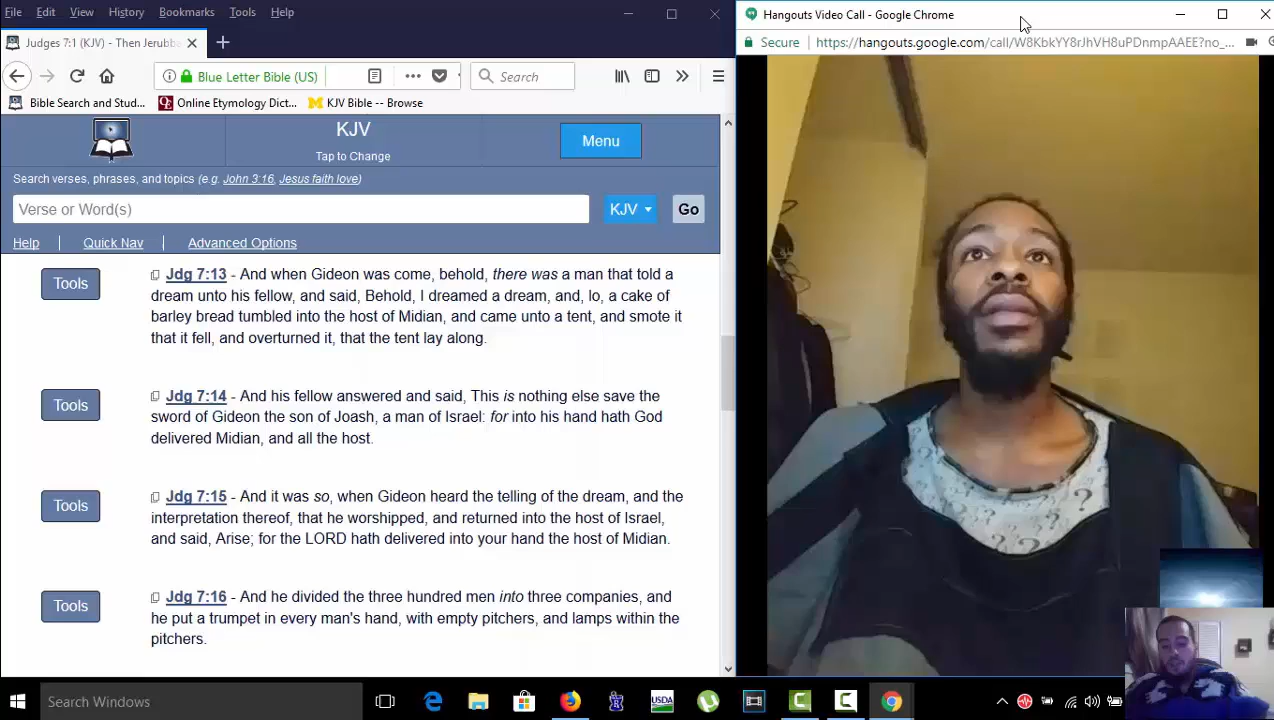 File Edit View History Bookmarks Tools Help
Judges 7:1 (KJV) - Then Jerubbe
Blue Letter Bible (US)
Search
Bible Search and Stud... Online Etymology Dict... KJV Bible -- Browse
KJV
Tap to Change
Menu
Search verses, phrases, and topics (e.g. John 3:16, Jesus faith love)
Verse or Word(s)
KJV
Go
Help | Quick Nav | Advanced Options
Tools
Jdg 7:13 - And when Gideon was come, behold, there was a man that told a
dream unto his fellow, and said, Behold, I dreamed a dream, and, lo, a cake of
barley bread tumbled into the host of Midian, and came unto a tent, and smote it
that it fell, and overturned it, that the tent lay along.
Tools
Jdg 7:14 - And his fellow answered and said, This is nothing else save the
sword of Gideon the son of Joash, a man of Israel: for into his hand hath God
delivered Midian, and all the host.
Tools
Jdg 7:15 - And it was so, when Gideon heard the telling of the dream, and the
interpretation thereof, that he worshipped, and returned into the host of Israel,
and said, Arise; for the LORD hath delivered into your hand the host of Midian.
Tools
Jdg 7:16 - And he divided the three hundred men into three companies, and
he put a trumpet in every man's hand, with empty pitchers, and lamps within the
pitchers.
Hangouts Video Call - Google Chrome
Secure https://hangouts.google.com/call/W8KbkYY8rJhVH8uPDnmpAAEE?no_...
Search Windows
USDA